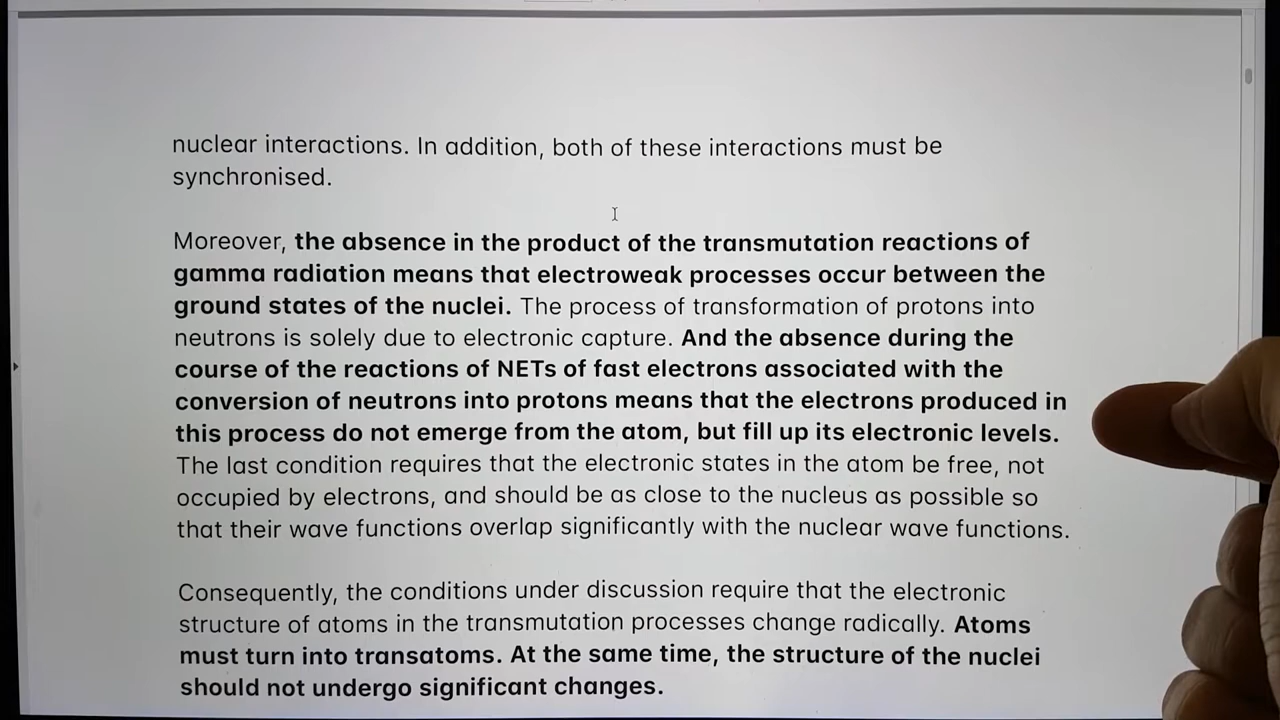 nuclear interactions. In addition, both of these interactions must be
synchronised.
Moreover, the absence in the product of the transmutation reactions of
gamma radiation means that electroweak processes occur between the
ground states of the nuclei. The process of transformation of protons into
neutrons is solely due to electronic capture. And the absence during the
course of the reactions of NETs of fast electrons associated with the
conversion of neutrons into protons means that the electrons produced in
this process do not emerge from the atom, but fill up its electronic levels.
The last condition requires that the electronic states in the atom be free, not
occupied by electrons, and should be as close to the nucleus as possible so
that their wave functions overlap significantly with the nuclear wave functions.
Consequently, the conditions under discussion require that the electronic
structure of atoms in the transmutation processes change radically. Atoms
must turn into transatoms. At the same time, the structure of the nuclei
should not undergo significant changes.